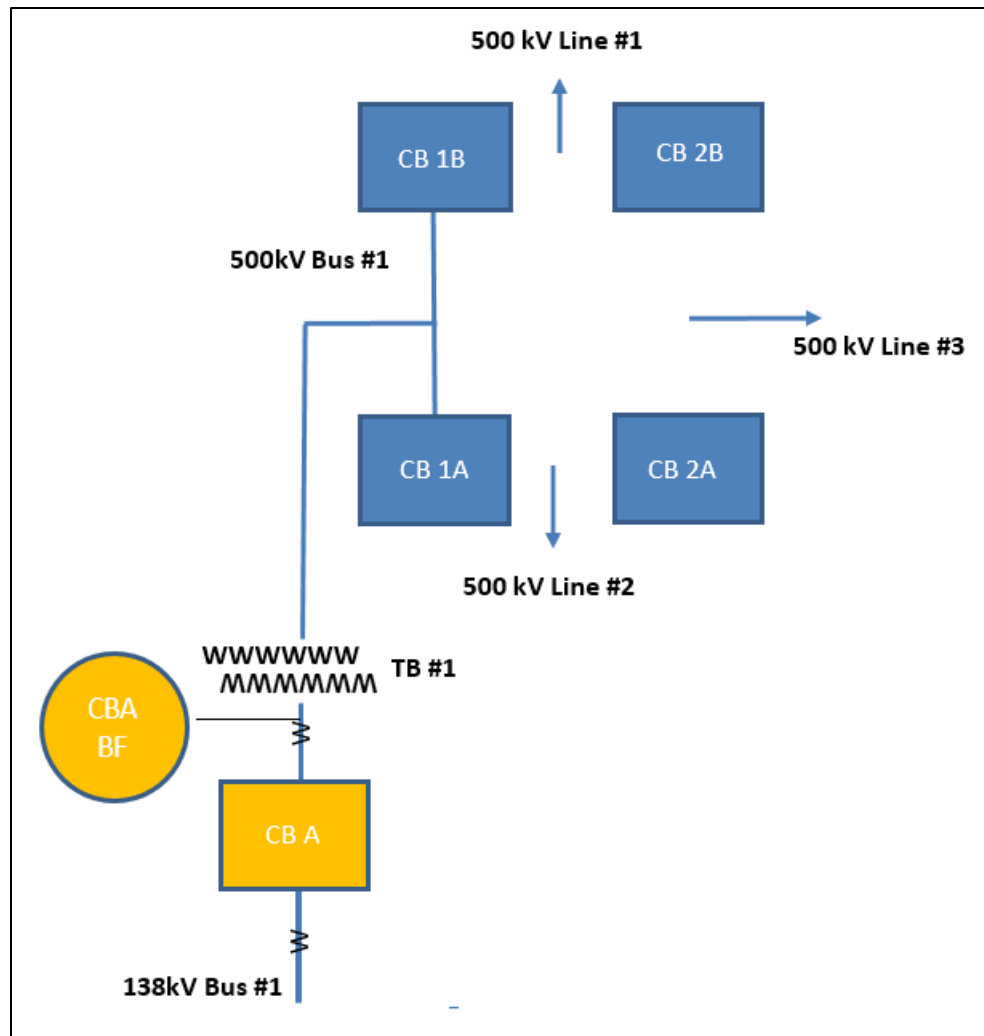 500 kV Line #1
CB 1B
CB 2B
500kV Bus #1
500 kV Line #3
CB 1A
CB 2A
500 kV Line #2
TB #1
CBA
BF
CB A
138kV Bus #1